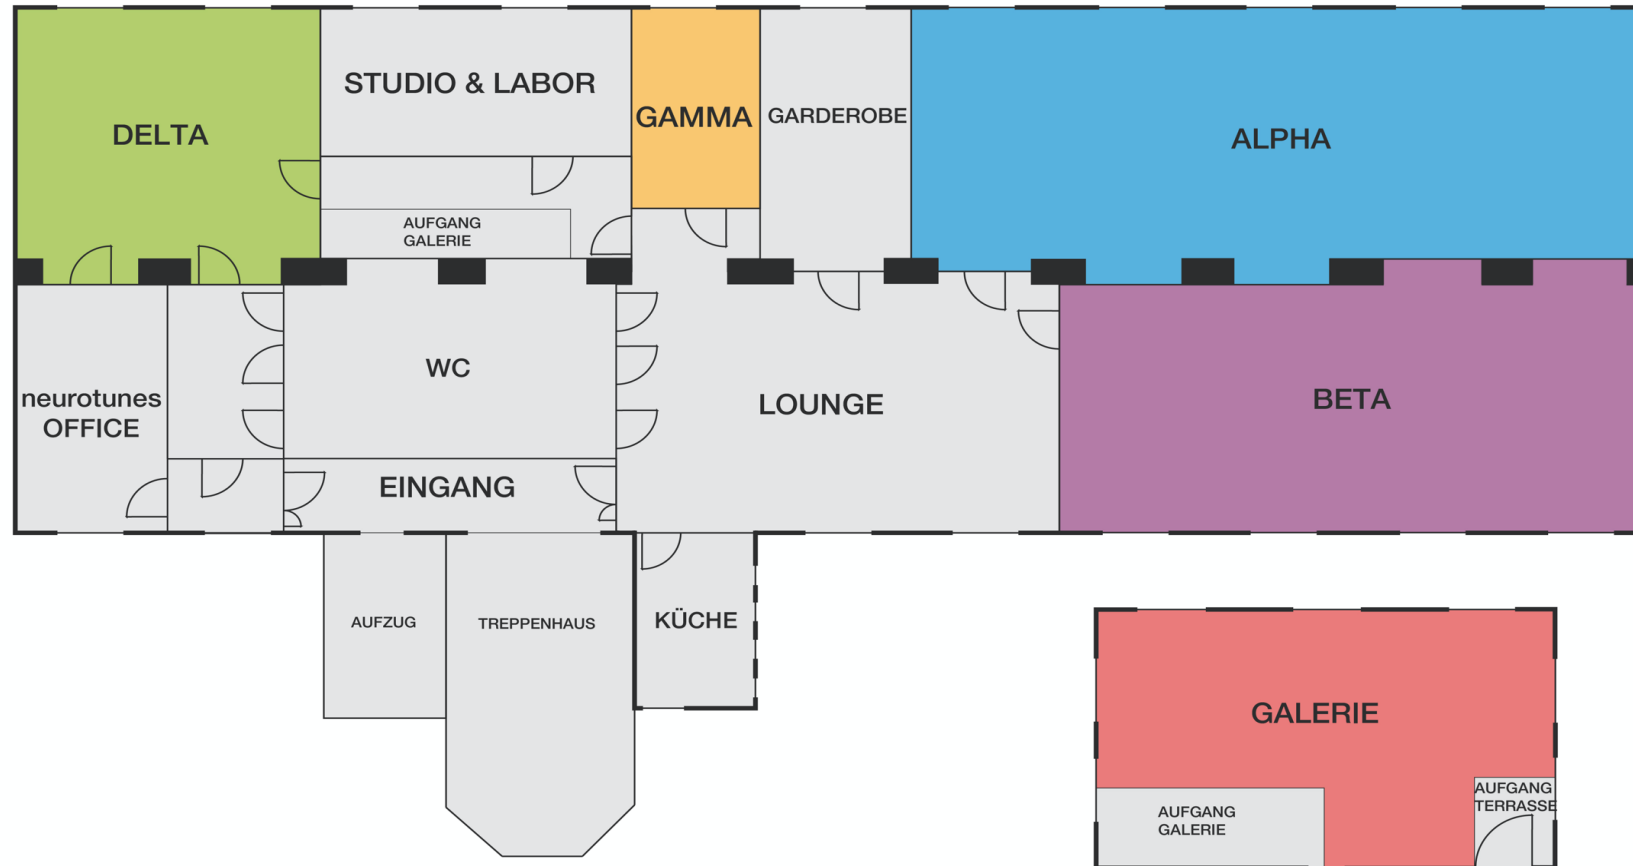 STUDIO & LABOR
DELTA
GAMMA
GARDEROBE
ALPHA
AUFGANG
GALERIE
WC
neurotunes
OFFICE
LOUNGE
BETA
EINGANG
AUFZUG
TREPPENHAUS
KÜCHE
GALERIE
AUFGANG
TERRASSE
AUFGANG
GALERIE